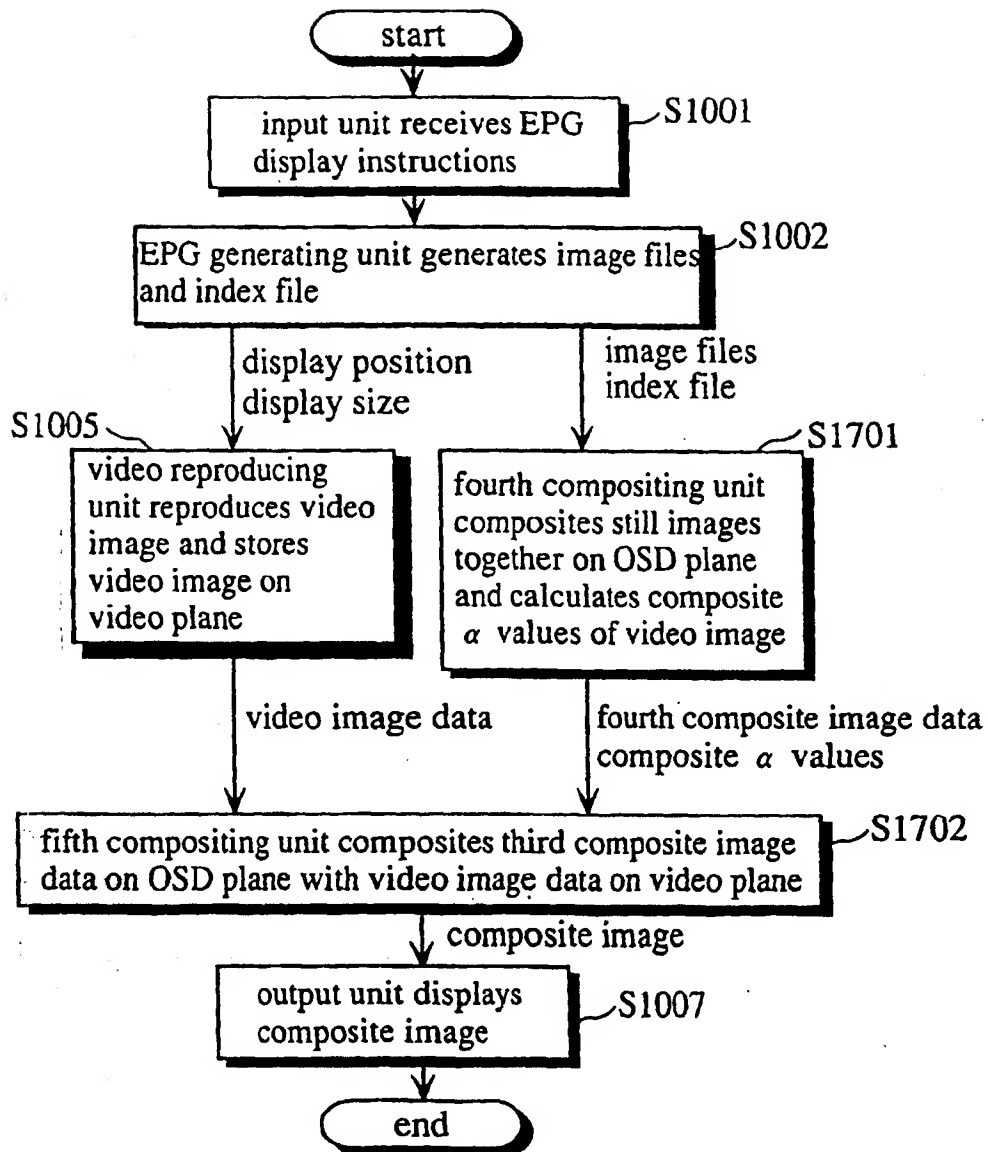 start
input unit receives EPG
display instructions
S1001
EPG generating unit generates image files
and index file
S1002
display position
display size
image files
index file
S1005
video reproducing
unit reproduces video
image and stores
video image on
video plane
S1701
fourth compositing unit
composites still images
together on OSD plane
and calculates composite
α values of video image
video image data
fourth composite image data
composite α values
fifth compositing unit composites third composite image
data on OSD plane with video image data on video plane
S1702
composite image
output unit displays
composite image
S1007
end